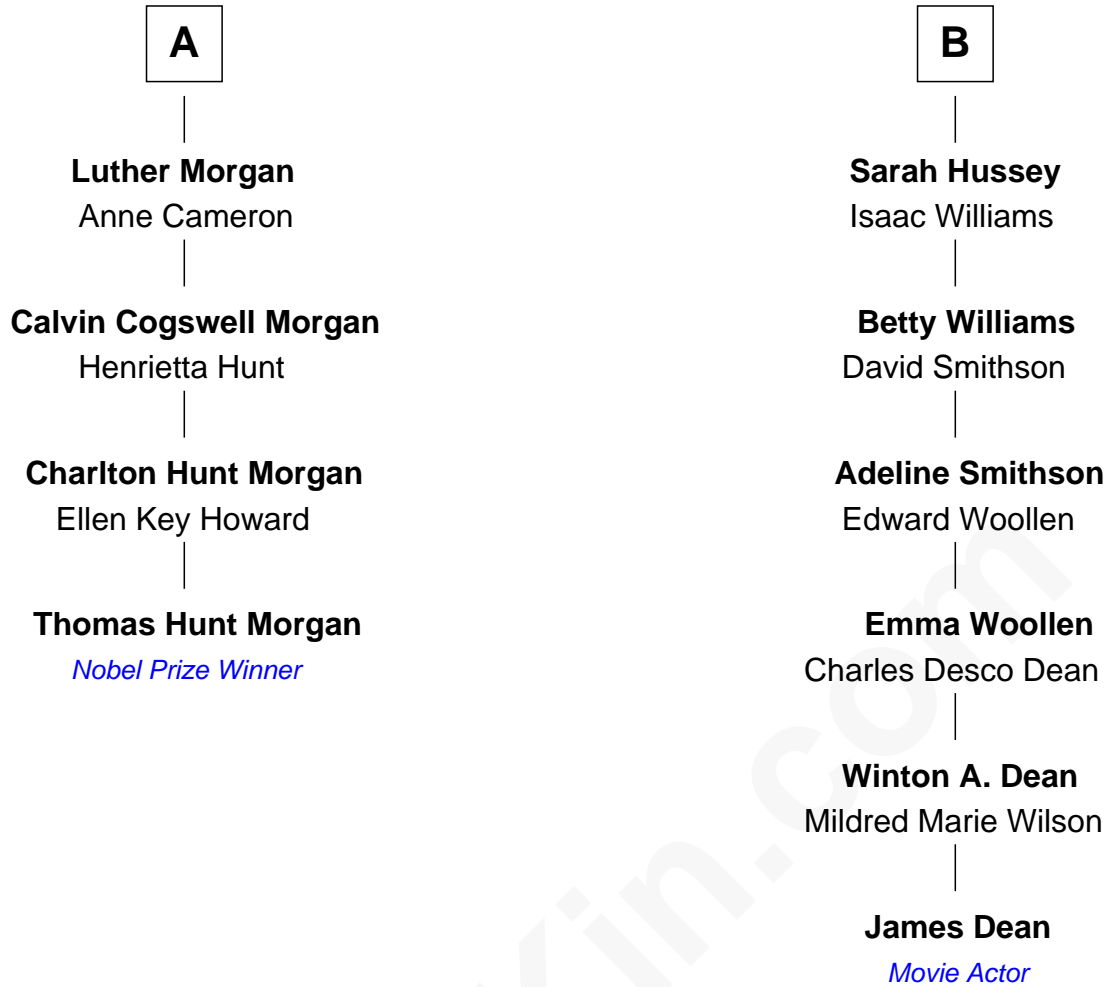 A
Luther Morgan
Anne Cameron
Calvin Cogswell Morgan
Henrietta Hunt
Charlton Hunt Morgan
Ellen Key Howard
Thomas Hunt Morgan
Nobel Prize Winner
B
Sarah Hussey
Isaac Williams
Betty Williams
David Smithson
Adeline Smithson
Edward Woollen
Emma Woollen
Charles Desco Dean
Winton A. Dean
Mildred Marie Wilson
James Dean
Movie Actor
Kin.com